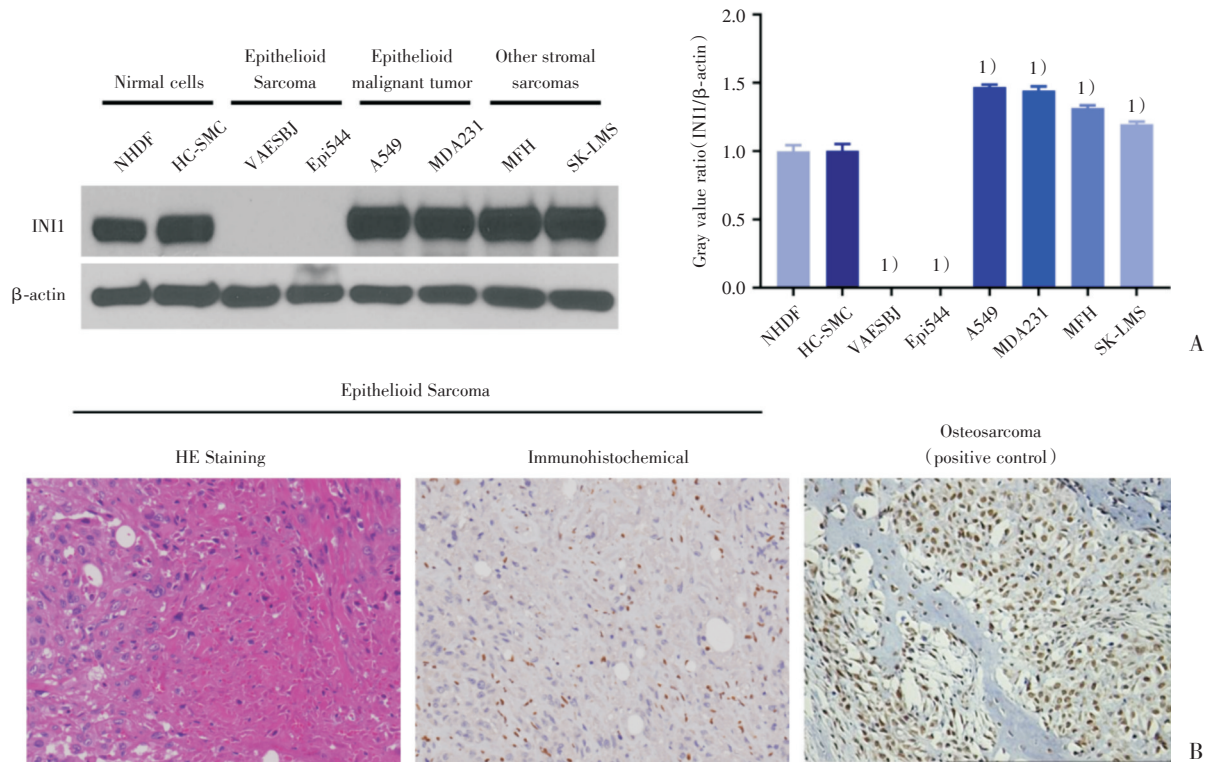 Nirmal cells
Epithelioid
Sarcoma
Epithelioid
malignant tumor
Other stromal
sarcomas
NHDF
HC-SMC
VAESBJ
Epi544
A549
MDA231
MFH
SK-LMS
INI1
β-actin
Gray value ratio(INI1/β-actin)
2.0
1.5
1.0
0.5
0.0
1)
1)
1)
1)
1)
1)
NHDF
HC-SMC
VAESBJ
Epi544
A549
MDA231
MFH
SK-LMS
A
Epithelioid Sarcoma
HE Staining
Immunohistochemical
Osteosarcoma
(positive control)
B